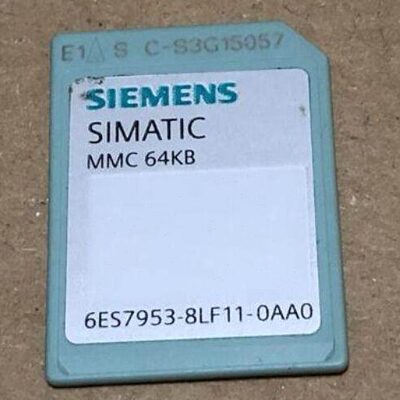 E1 S C-S3G15057
SIEMENS
SIMATIC
MMC 64KB
6ES7953-8LF11-0AA0